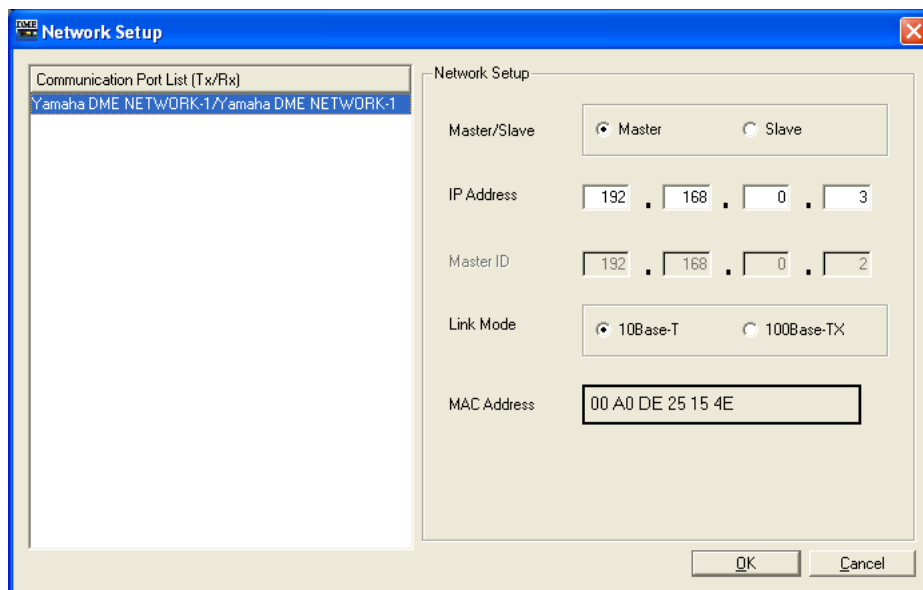 DME
Network Setup
Communication Port List (Tx/Rx)
Yamaha DME NETWORK-1/Yamaha DME NETWORK-1
Network Setup
Master/Slave
Master
Slave
IP Address
192 . 168 . 0 . 3
Master ID
192 . 168 . 0 . 2
Link Mode
10Base-T
100Base-TX
MAC Address
00 A0 DE 25 15 4E
OK
Cancel